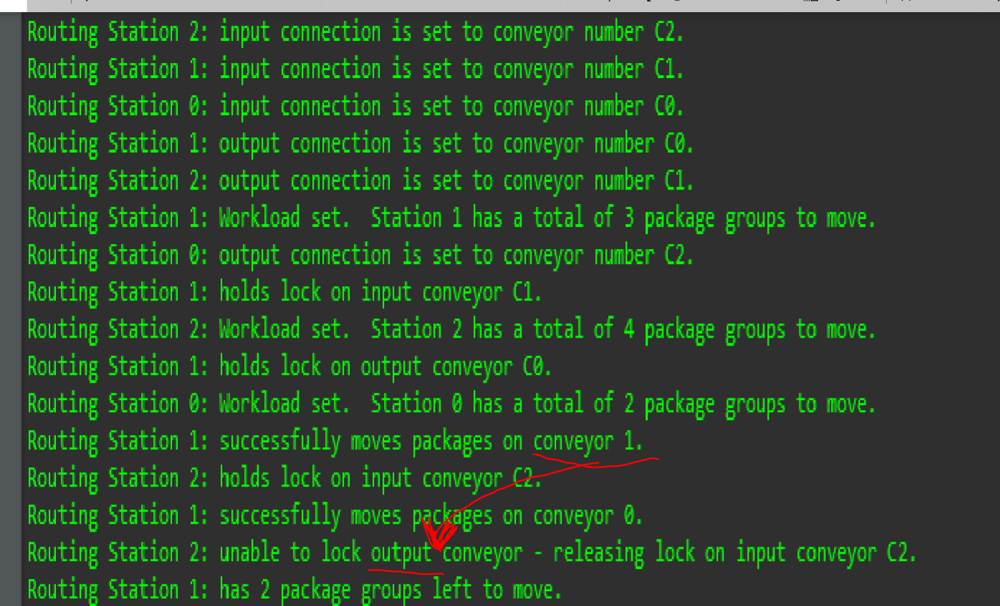 Routing Station 2: input connection is set to conveyor number C2.
Routing Station 1: input connection is set to conveyor number C1.
Routing Station 0: input connection is set to conveyor number C0.
Routing Station 1: output connection is set to conveyor number C0.
Routing Station 2: output connection is set to conveyor number C1.
Routing Station 1: Workload set.  Station 1 has a total of 3 package groups to move.
Routing Station 0: output connection is set to conveyor number C2.
Routing Station 1: holds lock on input conveyor C1.
Routing Station 2: Workload set.  Station 2 has a total of 4 package groups to move.
Routing Station 1: holds lock on output conveyor C0.
Routing Station 0: Workload set.  Station 0 has a total of 2 package groups to move.
Routing Station 1: successfully moves packages on conveyor 1.
Routing Station 2: holds lock on input conveyor C2.
Routing Station 1: successfully moves packages on conveyor 0.
Routing Station 2: unable to lock output conveyor - releasing lock on input conveyor C2.
Routing Station 1: has 2 package groups left to move.